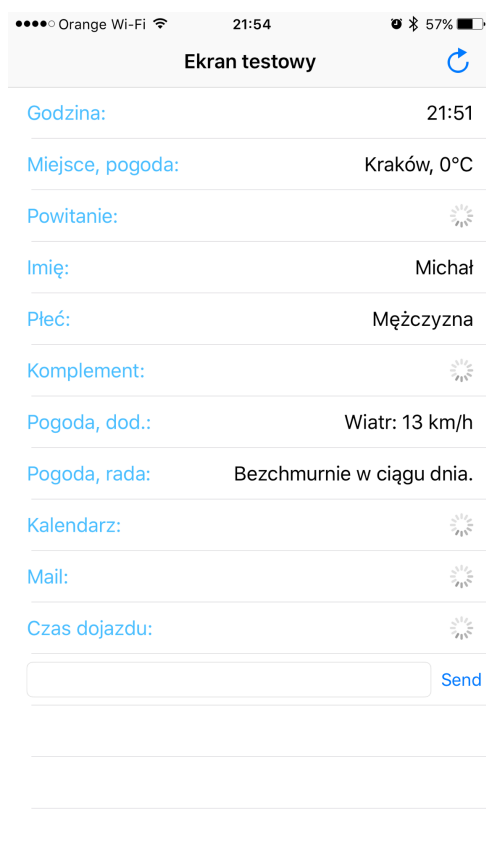 Orange Wi-Fi 21:54 57%
Ekran testowy
Godzina: 21:51
Miejsce, pogoda: Kraków, 0°C
Powitanie:
Imię: Michał
Płeć: Mężczyzna
Komplement:
Pogoda, dod.: Wiatr: 13 km/h
Pogoda, rada: Bezchmurnie w ciągu dnia.
Kalendarz:
Mail:
Czas dojazdu:
Send